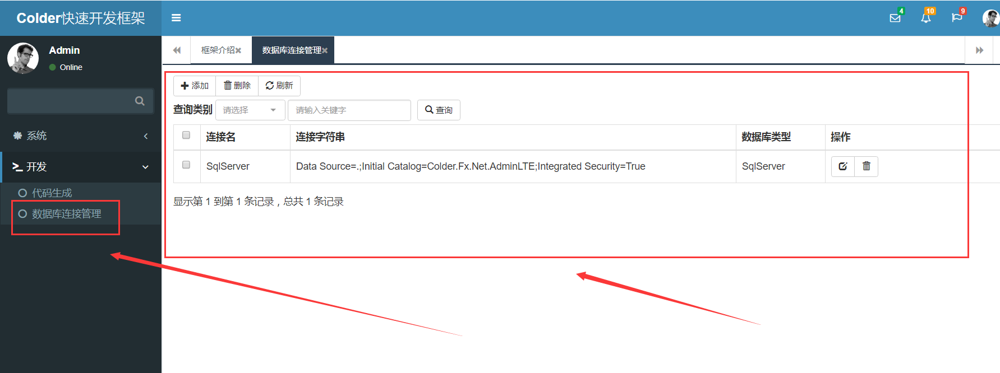 Colder快速开发框架
4
10
9
Admin
Online
框架介绍
数据库连接管理
添加
删除
刷新
查询类别
请选择
请输入关键字
查询
系统
开发
代码生成
数据库连接管理
连接名
连接字符串
数据库类型
操作
SqlServer
Data Source=.;Initial Catalog=Colder.Fx.Net.AdminLTE;Integrated Security=True
SqlServer
显示第 1 到第 1 条记录，总共 1 条记录